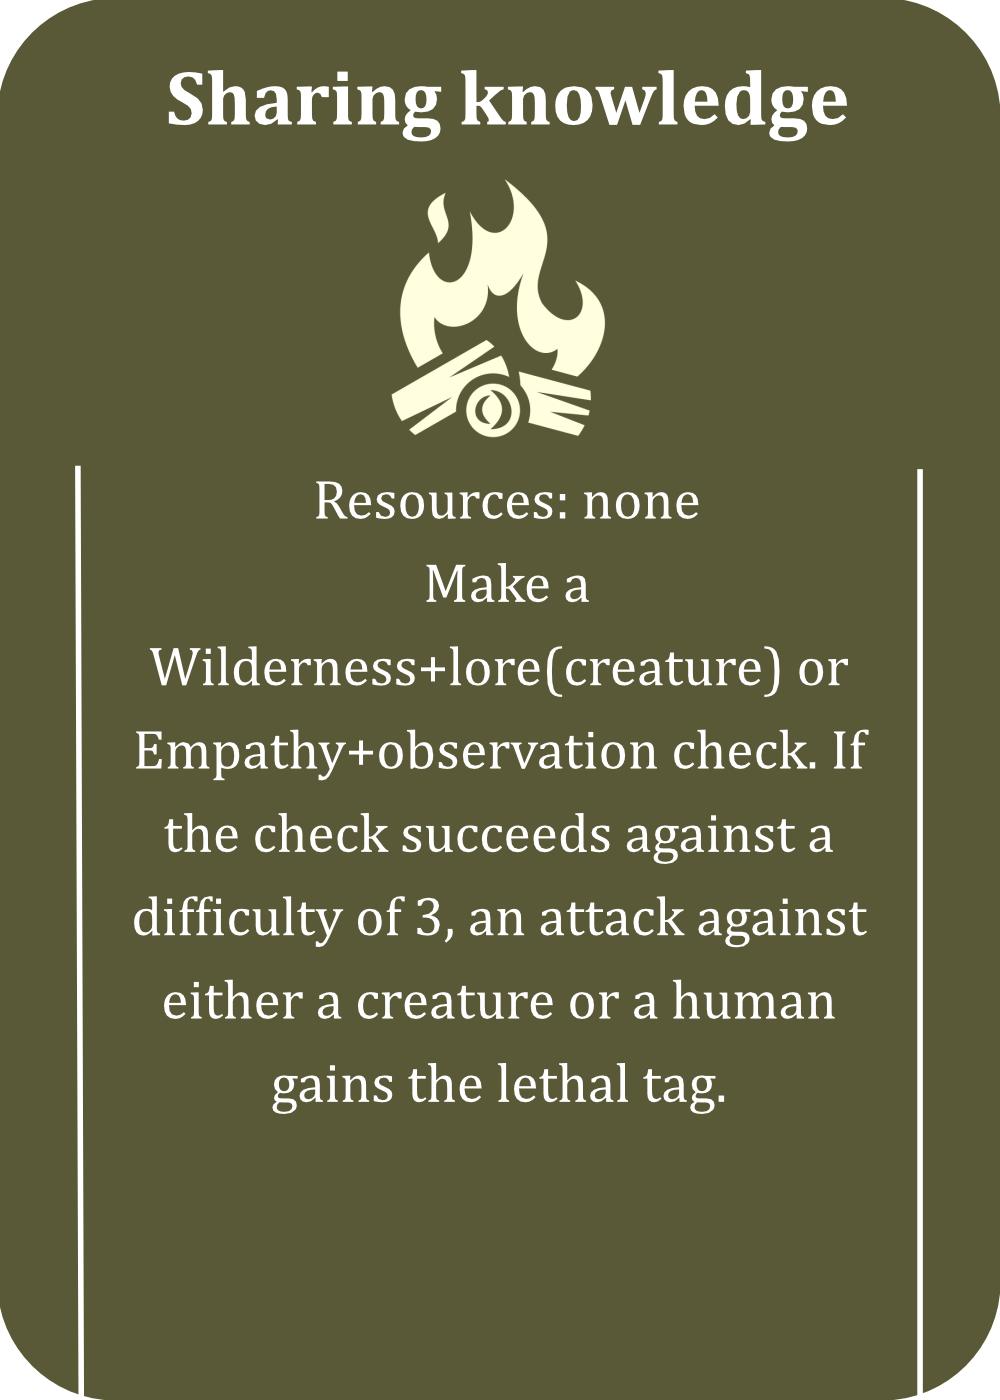 Sharing knowledge
Resources: none
Make a
Wilderness+lore(creature) or
Empathy+observation check. If
the check succeeds against a
difficulty of 3, an attack against
either a creature or a human
gains the lethal tag.